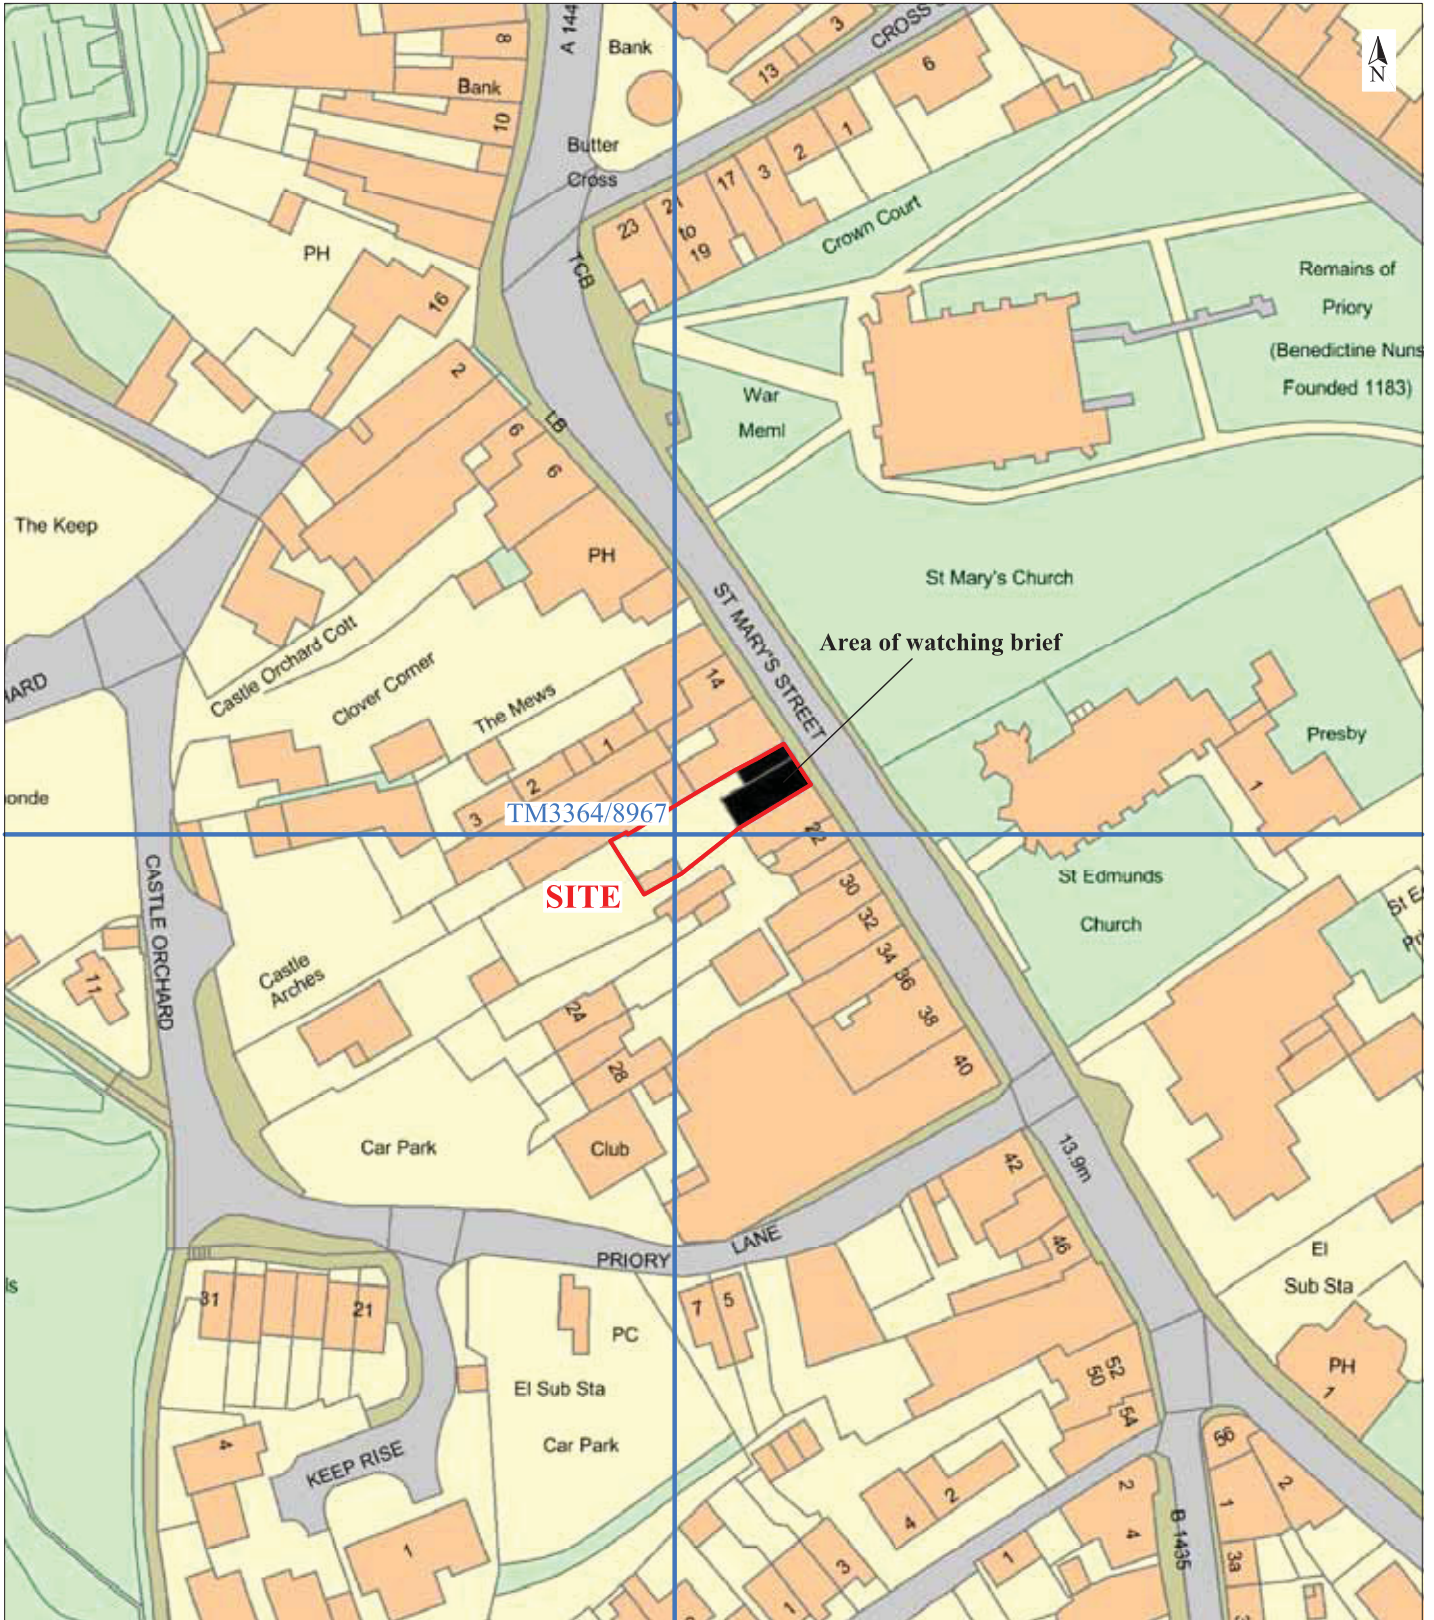 8
A 144
Bank
3
CROSS
N
13
6
Bank
10
Butter
Cross
1
2
3
17
21
to
19
23
Crown Court
PH
TCB
Remains of
Priory
(Benedictine Nuns
Founded 1183)
16
2
War
Meml
LB
6
6
The Keep
PH
St Mary's Church
ST MARY'S STREET
Area of watching brief
Castle Orchard Cott
Clover Corner
The Mews
14
HARD
Presby
1
2
3
1
onde
TM3364/8967
22
SITE
30
32
34
36
38
40
St Edmunds
Church
St E
Pri
CASTLE ORCHARD
11
Castle
Arches
24
28
Club
Car Park
13.9m
42
46
PRIORY
LANE
El
Sub Sta
ls
31
21
7
5
PC
El Sub Sta
Car Park
52
50
54
PH
1
4
KEEP RISE
66
2
1
4
2
2
4
B 1435
3a
1
3
1
1